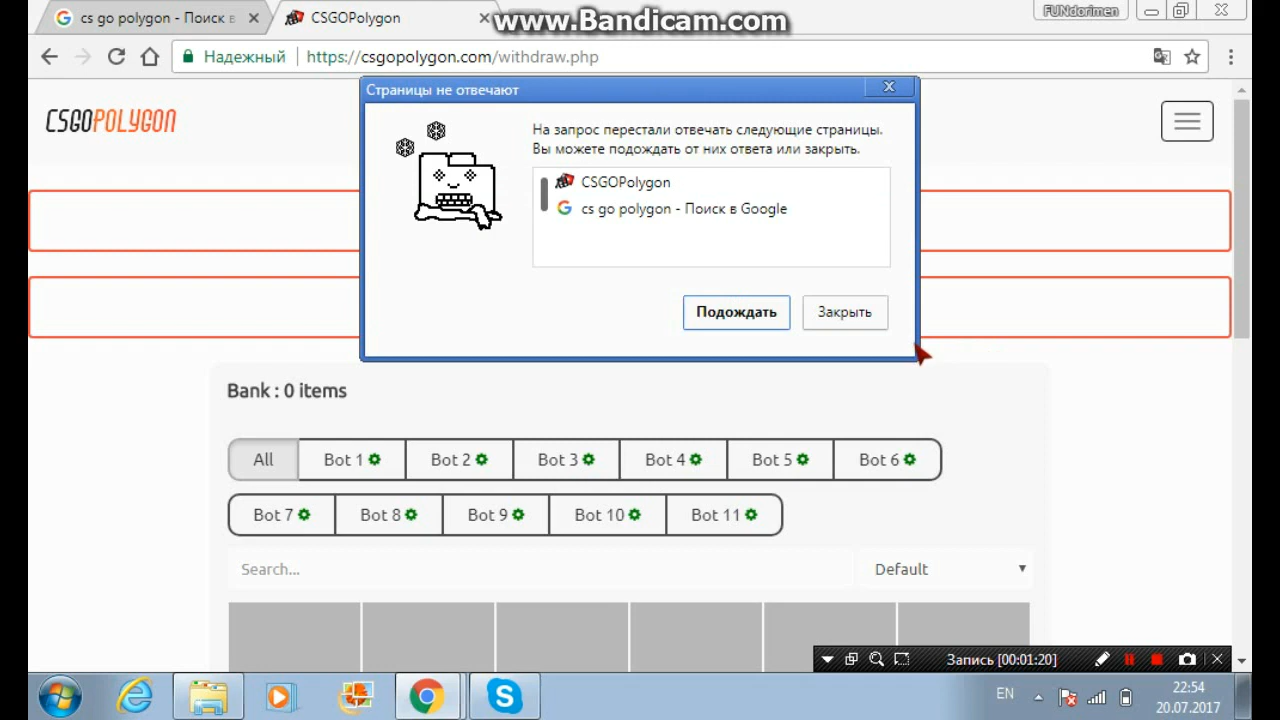 cs go polygon - Поиск в
CSGOPolygon
www.Bandicam.com
FUNdorimen
Надежный
https://csgopolygon.com/withdraw.php
CSGOPOLYGON
Страницы не отвечают
На запрос перестали отвечать следующие страницы.
Вы можете подождать от них ответа или закрыть.
CSGOPolygon
cs go polygon - Поиск в Google
Подождать
Закрыть
Bank : 0 items
All
Bot 1
Bot 2
Bot 3
Bot 4
Bot 5
Bot 6
Bot 7
Bot 8
Bot 9
Bot 10
Bot 11
Search...
Default
Запись [00:01:20]
EN
22:54
20.07.2017